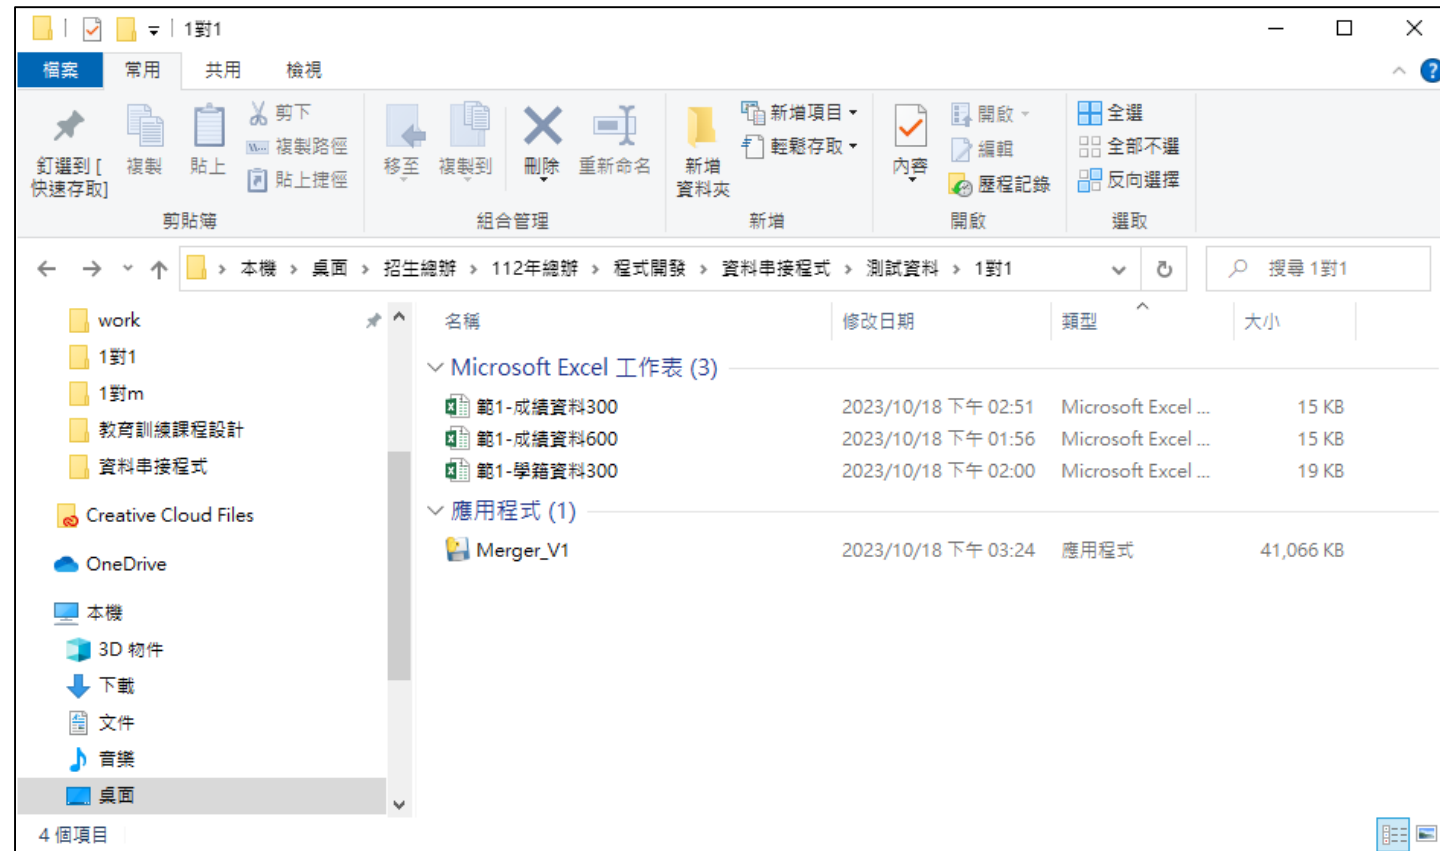 1對1
檔案 常用 共用 檢視
釘選到 [
快速存取]
複製
貼上
剪下
複製路徑
貼上捷徑
剪貼簿
移至
複製到
刪除
重新命名
組合管理
新增
資料夾
新增項目
輕鬆存取
新增
內容
開啟
編輯
歷程記錄
開啟
全選
全部不選
反向選擇
選取
本機 › 桌面 › 招生總辦 › 112年總辦 › 程式開發 › 資料串接程式 › 測試資料 › 1對1
搜尋 1對1
work
1對1
1對m
教育訓練課程設計
資料串接程式
Creative Cloud Files
OneDrive
本機
3D 物件
下載
文件
音樂
桌面
名稱 修改日期 類型 大小
Microsoft Excel 工作表 (3)
範1-成績資料300 2023/10/18 下午 02:51 Microsoft Excel ... 15 KB
範1-成績資料600 2023/10/18 下午 01:56 Microsoft Excel ... 15 KB
範1-學籍資料300 2023/10/18 下午 02:00 Microsoft Excel ... 19 KB
應用程式 (1)
Merger_V1 2023/10/18 下午 03:24 應用程式 41,066 KB
4 個項目